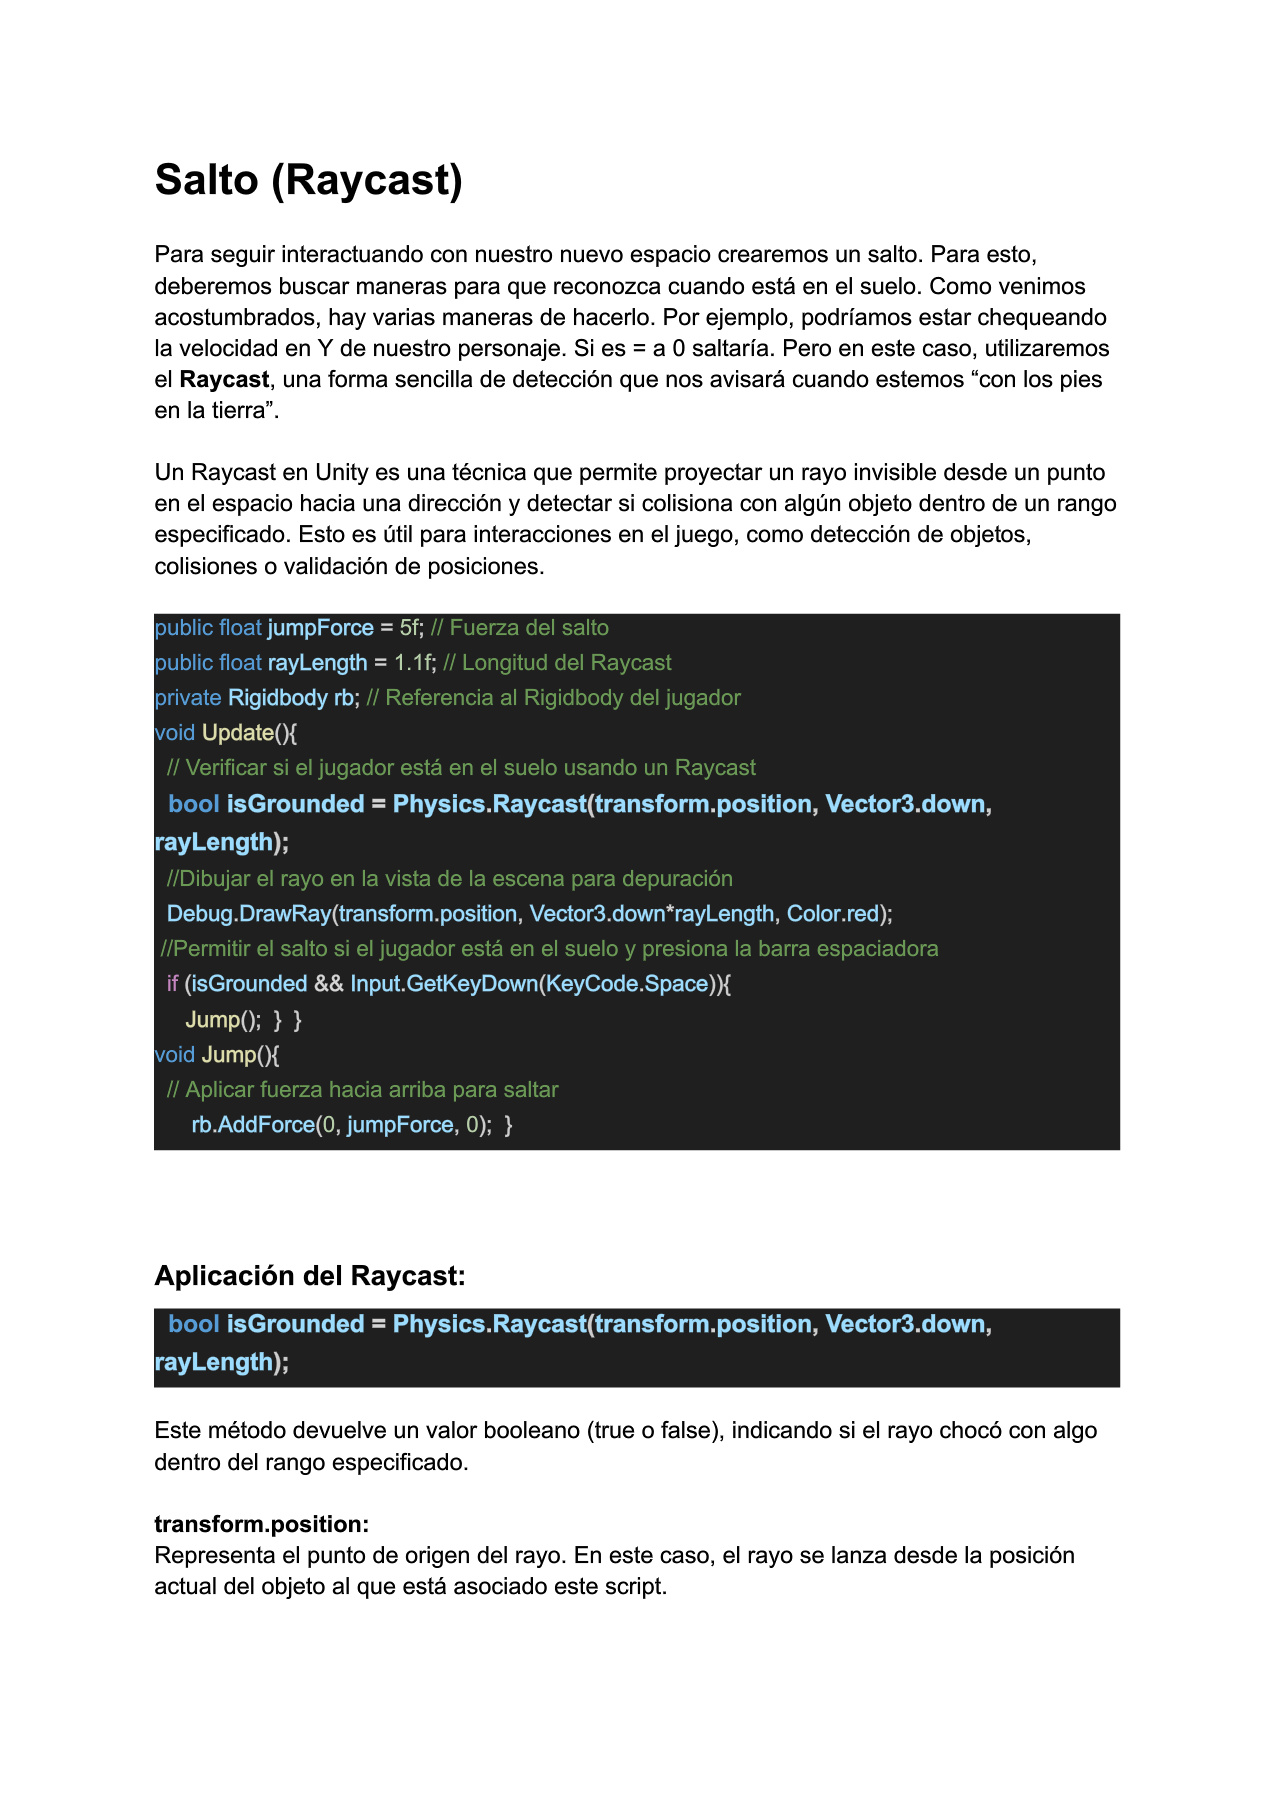 Salto (Raycast)
Para seguir interactuando con nuestro nuevo espacio crearemos un salto. Para esto,
deberemos buscar maneras para que reconozca cuando está en el suelo. Como venimos
acostumbrados, hay varias maneras de hacerlo. Por ejemplo, podríamos estar chequeando
la velocidad en Y de nuestro personaje. Si es = a 0 saltaría. Pero en este caso, utilizaremos
el Raycast, una forma sencilla de detección que nos avisará cuando estemos “con los pies
en la tierra”.
Un Raycast en Unity es una técnica que permite proyectar un rayo invisible desde un punto
en el espacio hacia una dirección y detectar si colisiona con algún objeto dentro de un rango
especificado. Esto es útil para interacciones en el juego, como detección de objetos,
colisiones o validación de posiciones.
public float jumpForce = 5f; // Fuerza del salto
public float rayLength = 1.1f; // Longitud del Raycast
private Rigidbody rb; // Referencia al Rigidbody del jugador
void Update(){
// Verificar si el jugador está en el suelo usando un Raycast
bool isGrounded = Physics.Raycast(transform.position, Vector3.down,
rayLength);
//Dibujar el rayo en la vista de la escena para depuración
Debug.DrawRay(transform.position, Vector3.down*rayLength, Color.red);
//Permitir el salto si el jugador está en el suelo y presiona la barra espaciadora
if (isGrounded && Input.GetKeyDown(KeyCode.Space)){
Jump(); } }
void Jump(){
// Aplicar fuerza hacia arriba para saltar
rb.AddForce(0, jumpForce, 0); }
Aplicación del Raycast:
bool isGrounded = Physics.Raycast(transform.position, Vector3.down,
rayLength);
Este método devuelve un valor booleano (true o false), indicando si el rayo chocó con algo
dentro del rango especificado.
transform.position:
Representa el punto de origen del rayo. En este caso, el rayo se lanza desde la posición
actual del objeto al que está asociado este script.